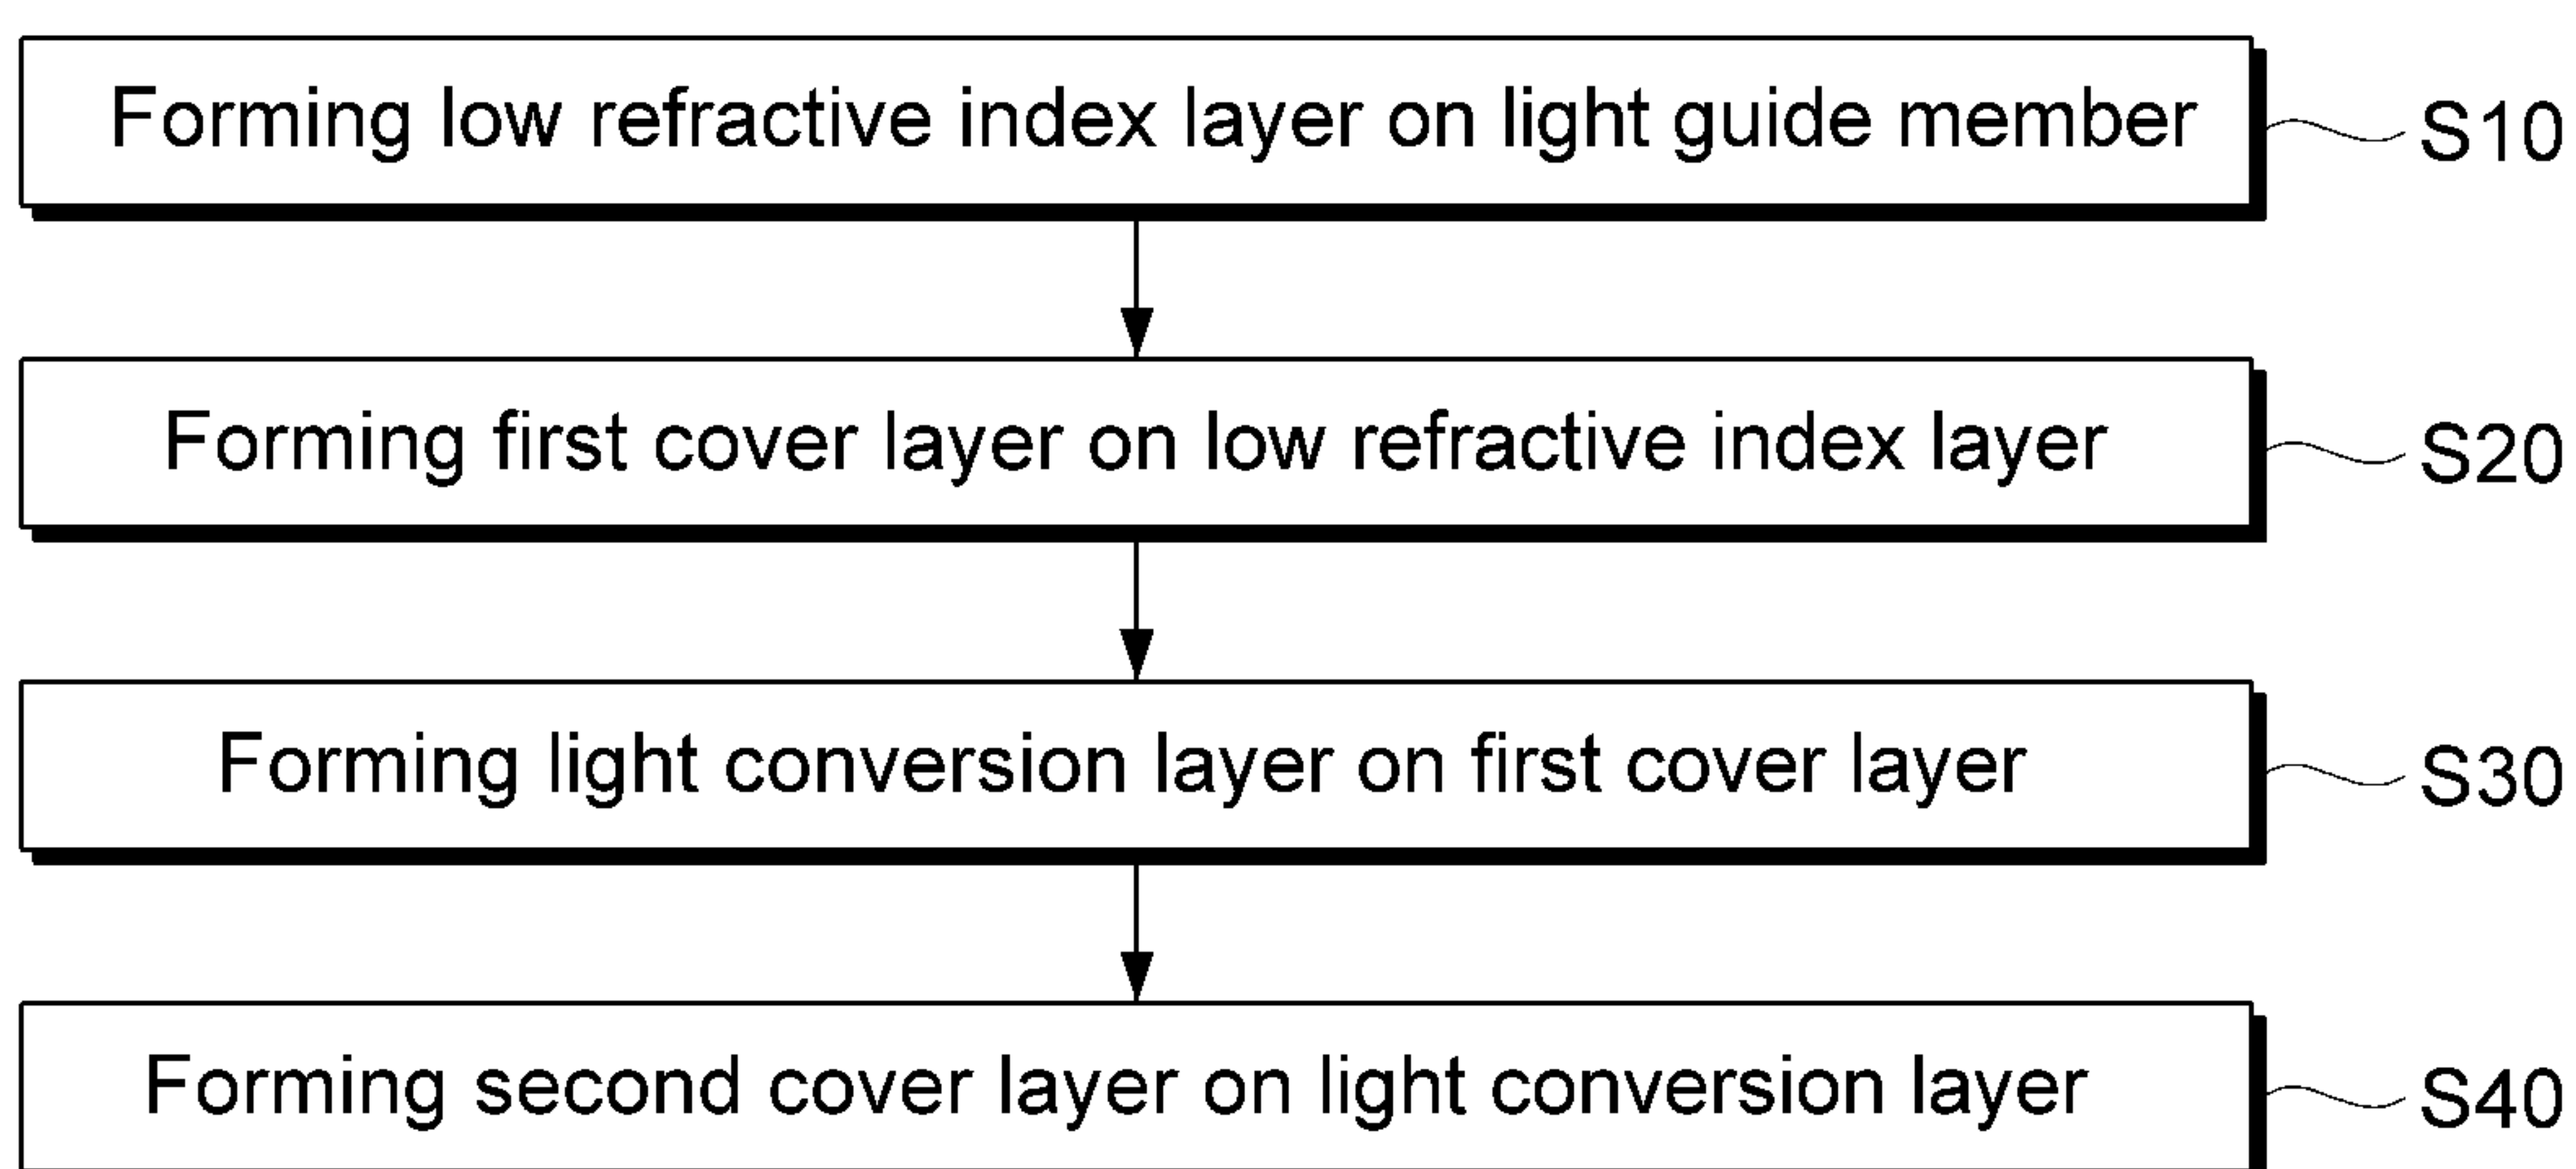 Forming low refractive index layer on light guide member S10
Forming first cover layer on low refractive index layer S20
Forming light conversion layer on first cover layer S30
Forming second cover layer on light conversion layer S40